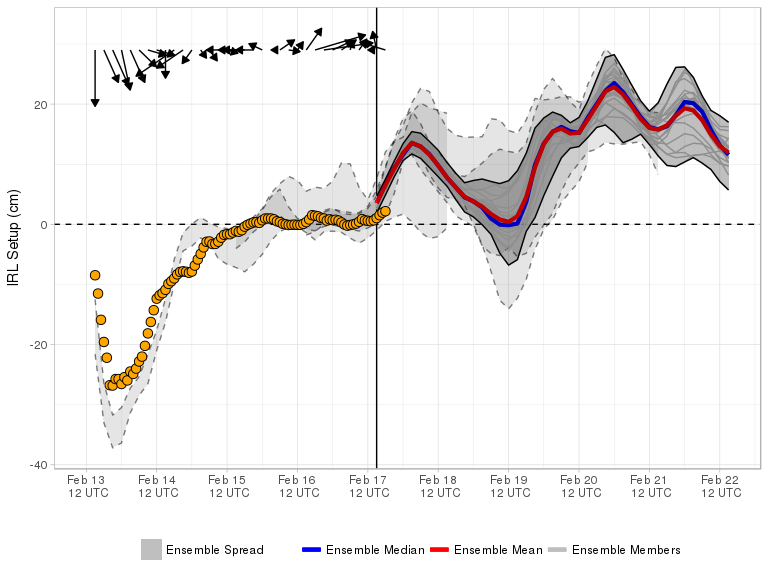 20
0
-20
-40
IRL Setup (cm)
Feb 13 Feb 14 Feb 15 Feb 16 Feb 17 Feb 18 Feb 19 Feb 20 Feb 21 Feb 22
12 UTC 12 UTC 12 UTC 12 UTC 12 UTC 12 UTC 12 UTC 12 UTC 12 UTC 12 UTC
Ensemble Spread Ensemble Median Ensemble Mean Ensemble Members